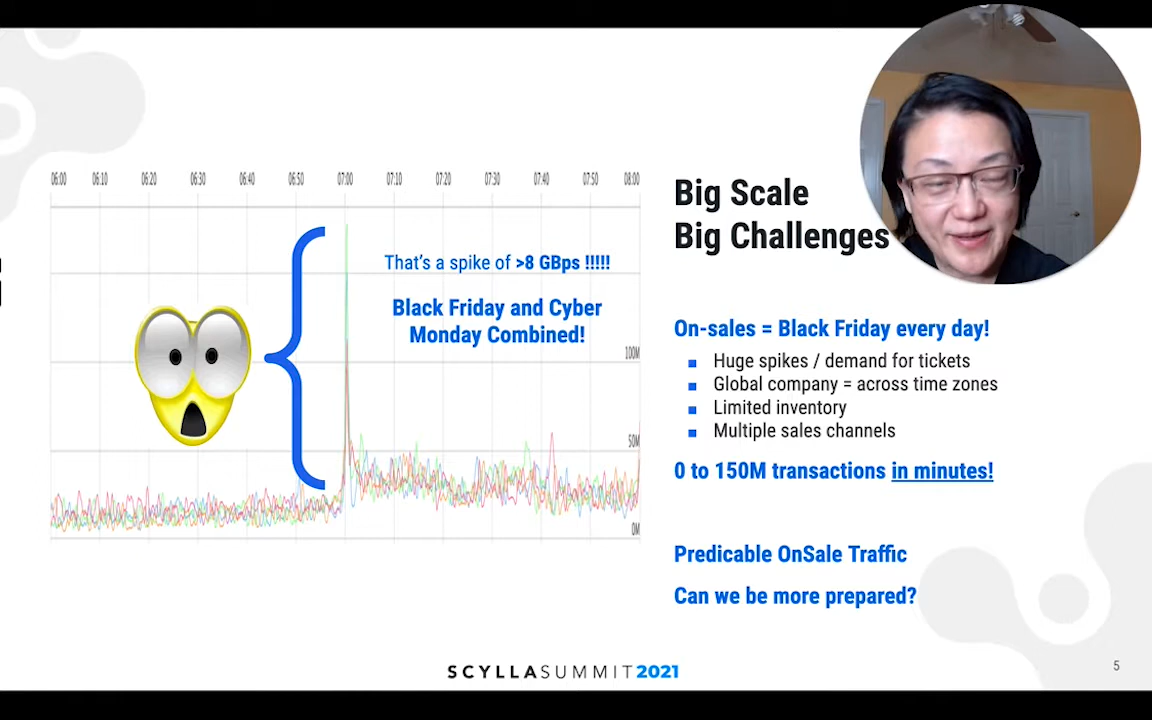 06:00 06:10 06:20 06:30 06:40 06:50 07:00 07:10 07:20 07:30 07:40 07:50 08:00
That's a spike of >8 GBps !!!!!
Black Friday and Cyber
Monday Combined!
100M
50M
0M
Big Scale
Big Challenges
On-sales = Black Friday every day!
Huge spikes / demand for tickets
Global company = across time zones
Limited inventory
Multiple sales channels
0 to 150M transactions in minutes!
Predicable OnSale Traffic
Can we be more prepared?
SCYLLASUMMIT2021
5